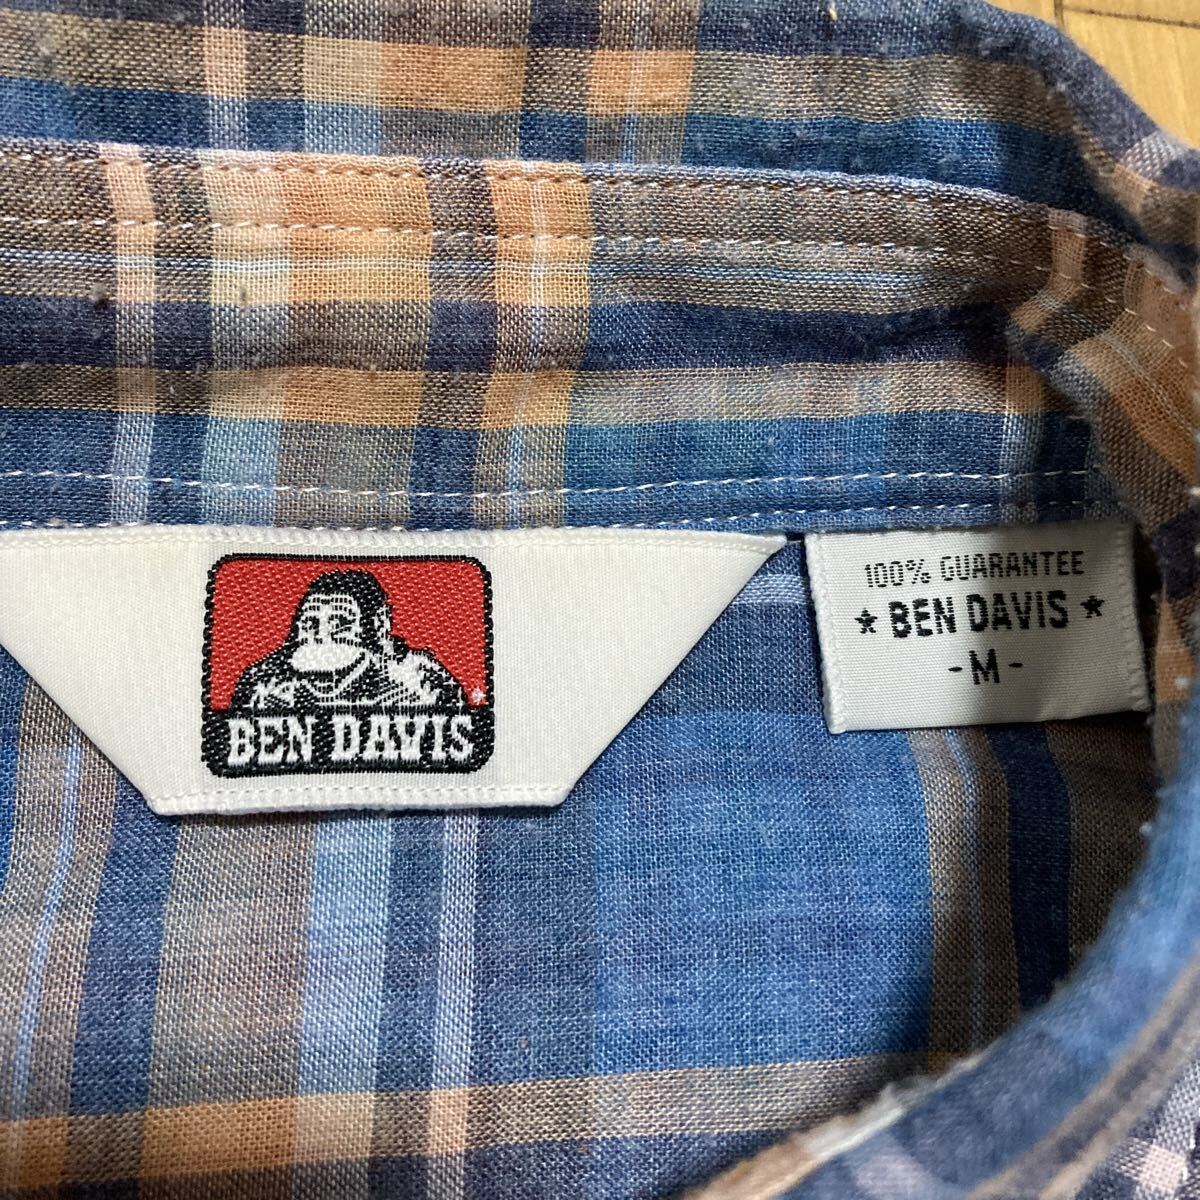 BEN DAVIS
®
100% GUARANTEE
★ BEN DAVIS ★
- M -